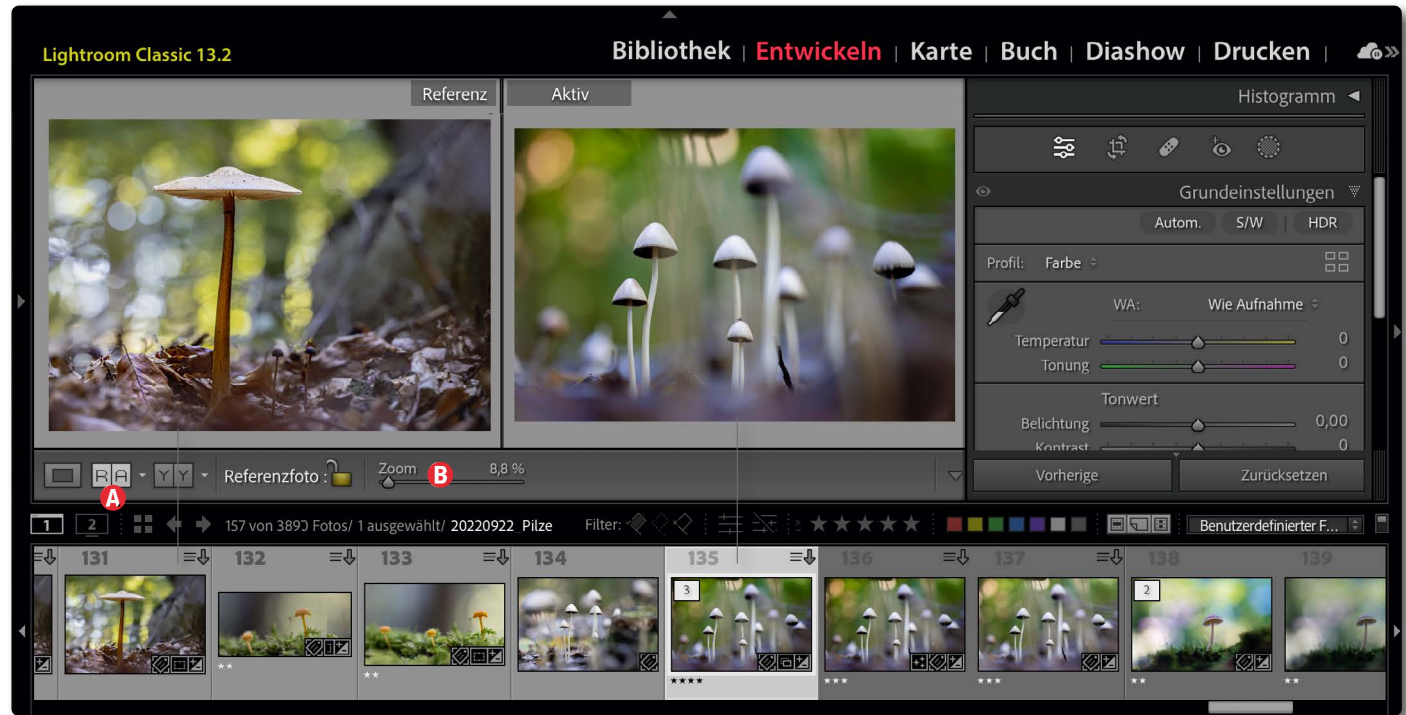 Lightroom Classic 13.2
Bibliothek | Entwickeln | Karte | Buch | Diashow | Drucken |
Referenz
Aktiv
Histogramm
Grundeinstellungen
Autom. S/W | HDR
Profil: Farbe
WA: Wie Aufnahme
Temperatur 0
Tonung 0
Tonwert
Belichtung 0,00
Kontrast 0
R A Y Y Referenzfoto : Zoom 8,8 %
A
B
Vorherige Zurücksetzen
1 2 157 von 3890 Fotos/ 1 ausgewählt/ 20220922 Pilze Filter: Benutzerdefinierter F...
131 132 133 134 135 136 137 138 139
3 2